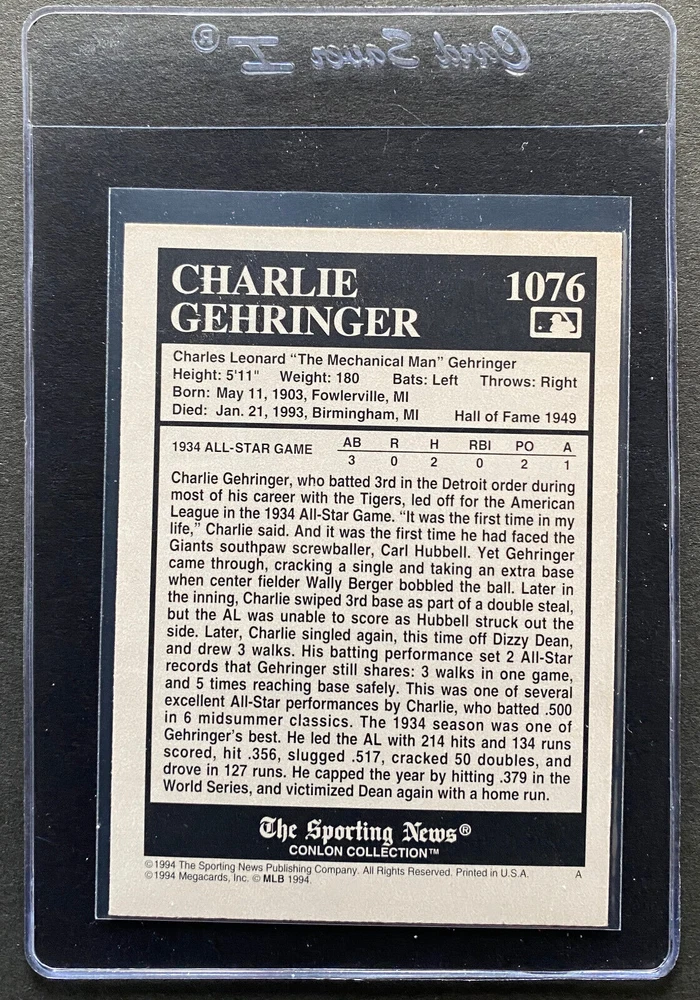 Card Saver I®
CHARLIE 1076
GEHRINGER
Charles Leonard "The Mechanical Man" Gehringer
Height: 5'11" Weight: 180 Bats: Left Throws: Right
Born: May 11, 1903, Fowlerville, MI
Died: Jan. 21, 1993, Birmingham, MI Hall of Fame 1949
1934 ALL-STAR GAME AB R H RBI PO A
3 0 2 0 2 1
Charlie Gehringer, who batted 3rd in the Detroit order during
most of his career with the Tigers, led off for the American
League in the 1934 All-Star Game. "It was the first time in my
life," Charlie said. And it was the first time he had faced the
Giants southpaw screwballer, Carl Hubbell. Yet Gehringer
came through, cracking a single and taking an extra base
when center fielder Wally Berger bobbled the ball. Later in
the inning, Charlie swiped 3rd base as part of a double steal,
but the AL was unable to score as Hubbell struck out the
side. Later, Charlie singled again, this time off Dizzy Dean,
and drew 3 walks. His batting performance set 2 All-Star
records that Gehringer still shares: 3 walks in one game,
and 5 times reaching base safely. This was one of several
excellent All-Star performances by Charlie, who batted .500
in 6 midsummer classics. The 1934 season was one of
Gehringer's best. He led the AL with 214 hits and 134 runs
scored, hit .356, slugged .517, cracked 50 doubles, and
drove in 127 runs. He capped the year by hitting .379 in the
World Series, and victimized Dean again with a home run.
The Sporting News®
CONLON COLLECTION™
©1994 The Sporting News Publishing Company. All Rights Reserved. Printed in U.S.A. A
©1994 Megacards, Inc. © MLB 1994.